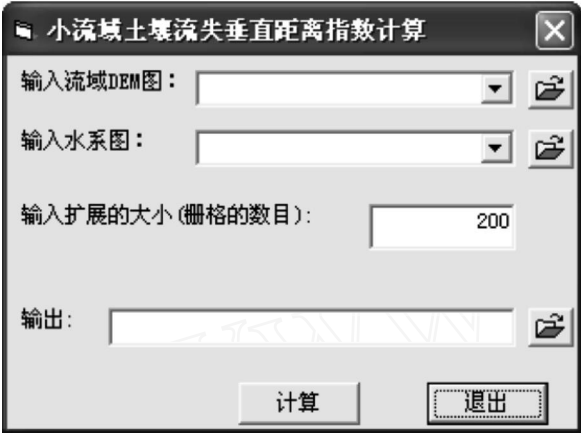 小流域土壤流失垂直距离指数计算
输入流域DEM图：
输入水系图：
输入扩展的大小(栅格的数目): 200
输出:
计算 退出